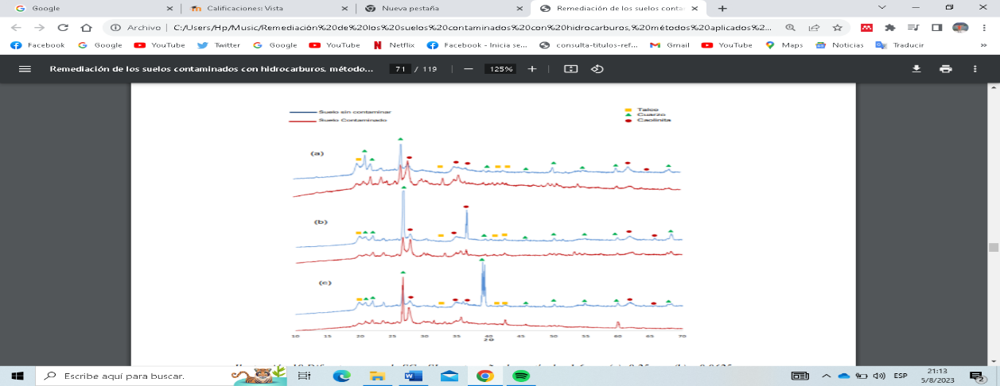 Google
Calificaciones: Vista
Nueva pestaña
Remediación de los suelos conta
Archivo
C:/Users/Hp/Music/Remediación%20de%20los%20suelos%20contaminados%20con%20hidrocarburos,%20métodos%20aplicados%2...
Facebook
Google
YouTube
Twitter
Google
YouTube
Netflix
Facebook - Inicia se...
consulta-titulos-ref...
Gmail
YouTube
Maps
Noticias
Traducir
»
Remediación de los suelos contaminados con hidrocarburos, método...
71 / 119
125%
Suelo sin contaminar
Suelo Contaminado
Talco
Cuarzo
Caolinita
(a)
(b)
(c)
10 15 20 25 30 35 40 45 50 55 60 65 70
2θ
Escribe aquí para buscar.
ESP
21:13
5/8/2023
2